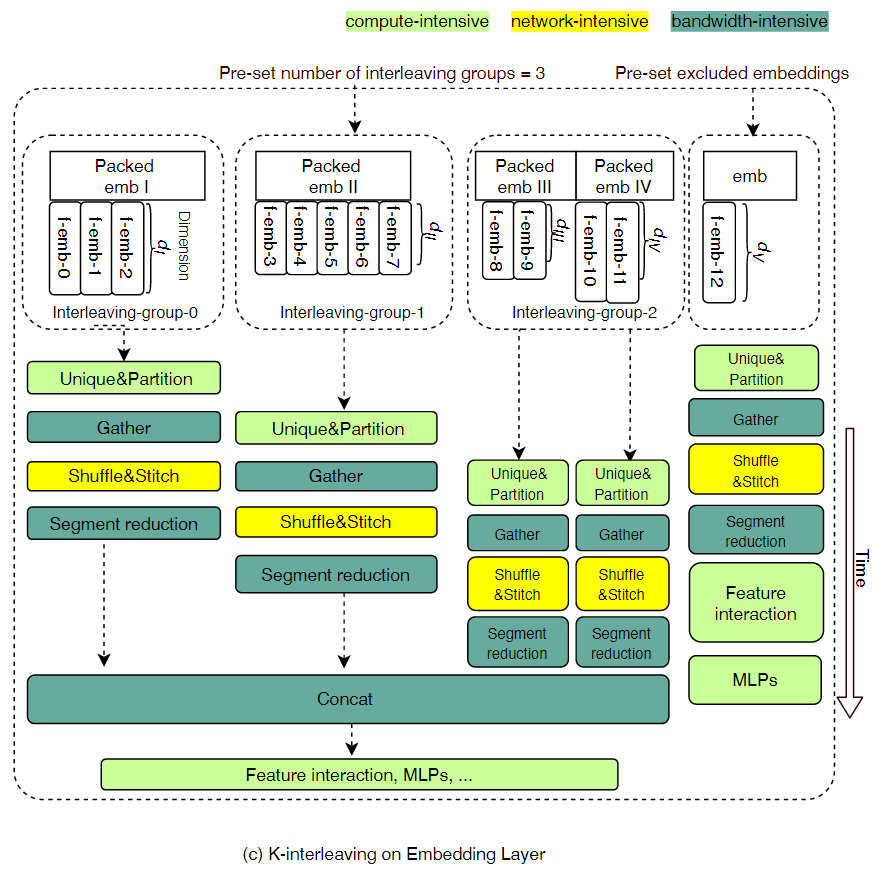 compute-intensive network-intensive bandwidth-intensive
Pre-set number of interleaving groups = 3 Pre-set excluded embeddings
Packed
emb I
f-emb-0
f-emb-1
f-emb-2
d_I
Dimension
Interleaving-group-0
Packed
emb II
f-emb-3
f-emb-4
f-emb-5
f-emb-6
f-emb-7
d_II
Interleaving-group-1
Packed
emb III
Packed
emb IV
f-emb-8
f-emb-9
d_III
f-emb-10
f-emb-11
d_IV
Interleaving-group-2
emb
f-emb-12
d_V
Unique&Partition
Gather
Shuffle&Stitch
Segment reduction
Unique&Partition
Gather
Shuffle&Stitch
Segment reduction
Unique&
Partition
Gather
Shuffle
&Stitch
Segment
reduction
Unique&
Partition
Gather
Shuffle
&Stitch
Segment
reduction
Unique&
Partition
Gather
Shuffle
&Stitch
Segment
reduction
Feature
interaction
MLPs
Time
Concat
Feature interaction, MLPs, ...
(c) K-interleaving on Embedding Layer